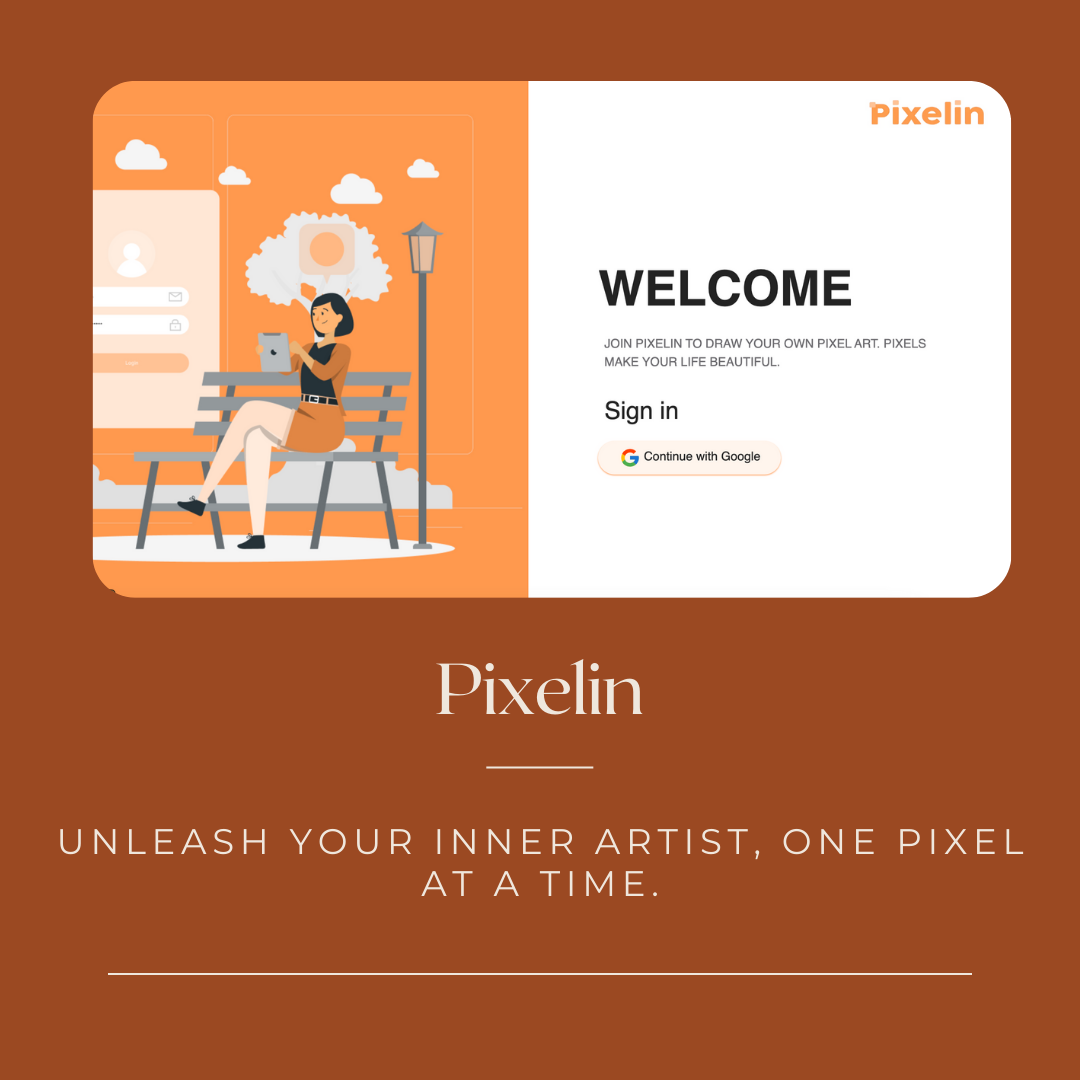 Pixelin
WELCOME
JOIN PIXELIN TO DRAW YOUR OWN PIXEL ART. PIXELS
MAKE YOUR LIFE BEAUTIFUL.
Sign in
Continue with Google
Login
Pixelin
UNLEASH YOUR INNER ARTIST, ONE PIXEL
AT A TIME.